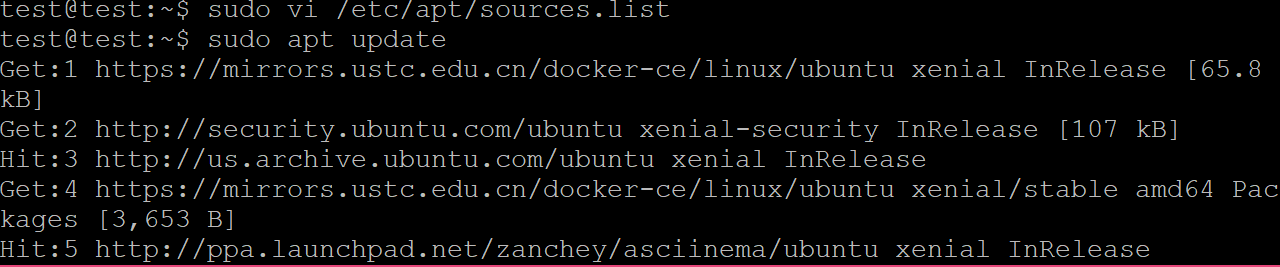 test@test:~$ sudo vi /etc/apt/sources.list
test@test:~$ sudo apt update
Get:1 https://mirrors.ustc.edu.cn/docker-ce/linux/ubuntu xenial InRelease [65.8
kB]
Get:2 http://security.ubuntu.com/ubuntu xenial-security InRelease [107 kB]
Hit:3 http://us.archive.ubuntu.com/ubuntu xenial InRelease
Get:4 https://mirrors.ustc.edu.cn/docker-ce/linux/ubuntu xenial/stable amd64 Pac
kages [3,653 B]
Hit:5 http://ppa.launchpad.net/zanchey/asciinema/ubuntu xenial InRelease